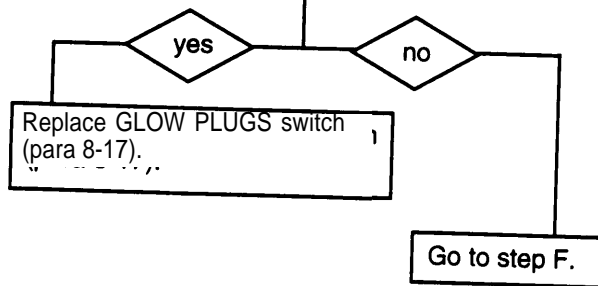 yes
no
Replace GLOW PLUGS switch
(para 8-17).
Go to step F.